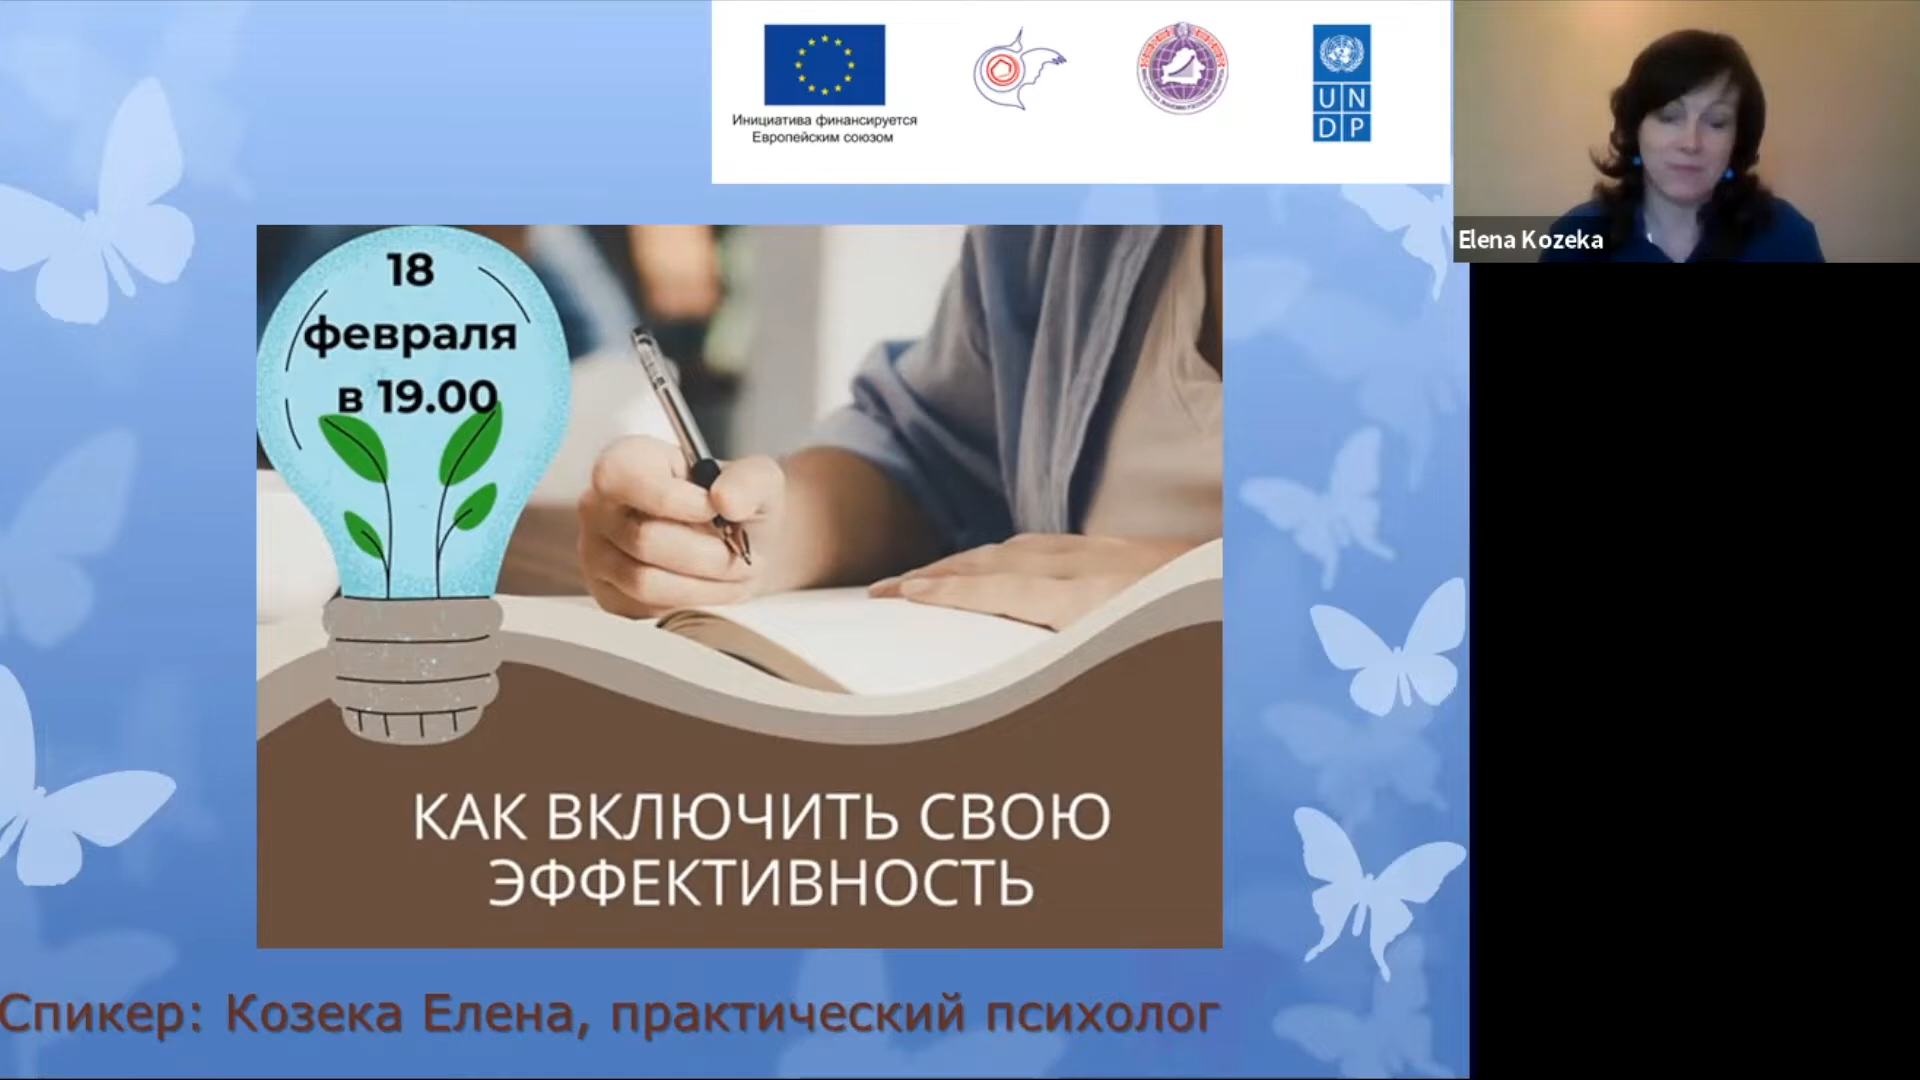 Инициатива финансируется
Европейским союзом
U N
D P
Elena Kozeka
18
февраля
в 19.00
КАК ВКЛЮЧИТЬ СВОЮ
ЭФФЕКТИВНОСТЬ
Спикер: Козека Елена, практический психолог